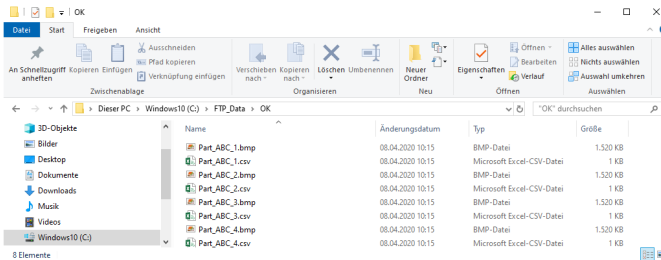 OK
Datei Start Freigeben Ansicht
An Schnellzugriff anheften
Kopieren
Einfügen
Ausschneiden
Pfad kopieren
Verknüpfung einfügen
Zwischenablage
Verschieben nach
Kopieren nach
Löschen
Umbenennen
Organisieren
Neuer Ordner
Neu
Eigenschaften
Öffnen
Bearbeiten
Verlauf
Öffnen
Alles auswählen
Nichts auswählen
Auswahl umkehren
Auswählen
Dieser PC > Windows10 (C:) > FTP_Data > OK
"OK" durchsuchen
3D-Objekte
Bilder
Desktop
Dokumente
Downloads
Musik
Videos
Windows10 (C:)
Name Änderungsdatum Typ Größe
Part_ABC_1.bmp 08.04.2020 10:15 BMP-Datei 1.520 KB
Part_ABC_1.csv 08.04.2020 10:15 Microsoft Excel-CSV-Datei 1 KB
Part_ABC_2.bmp 08.04.2020 10:15 BMP-Datei 1.520 KB
Part_ABC_2.csv 08.04.2020 10:15 Microsoft Excel-CSV-Datei 1 KB
Part_ABC_3.bmp 08.04.2020 10:15 BMP-Datei 1.520 KB
Part_ABC_3.csv 08.04.2020 10:15 Microsoft Excel-CSV-Datei 1 KB
Part_ABC_4.bmp 08.04.2020 10:15 BMP-Datei 1.520 KB
Part_ABC_4.csv 08.04.2020 10:15 Microsoft Excel-CSV-Datei 1 KB
8 Elemente